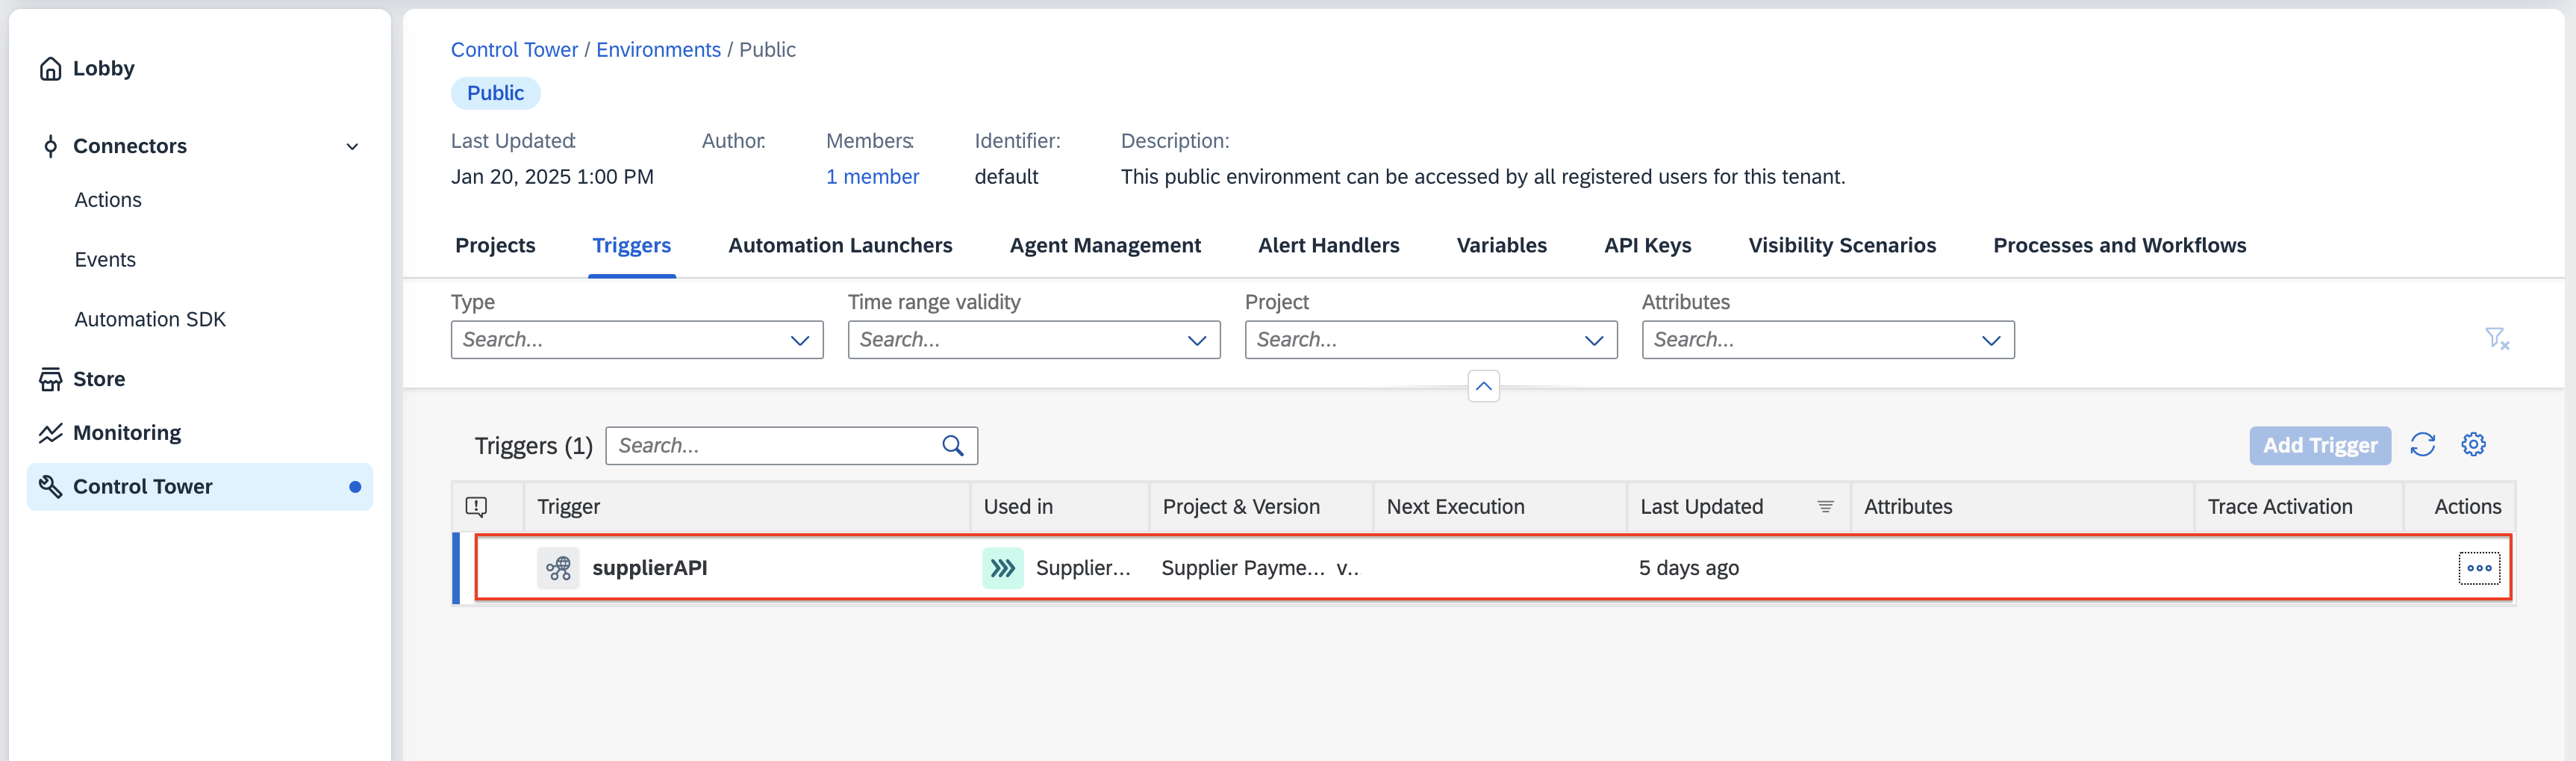 Lobby
Connectors
Actions
Events
Automation SDK
Store
Monitoring
Control Tower
Control Tower / Environments / Public
Public
Last Updated: Author: Members: Identifier: Description:
Jan 20, 2025 1:00 PM 1 member default This public environment can be accessed by all registered users for this tenant.
Projects Triggers Automation Launchers Agent Management Alert Handlers Variables API Keys Visibility Scenarios Processes and Workflows
Type Time range validity Project Attributes
Search... Search... Search... Search...
Triggers (1) Search... Add Trigger
Trigger Used in Project & Version Next Execution Last Updated Attributes Trace Activation Actions
supplierAPI Supplier... Supplier Payme... v.. 5 days ago